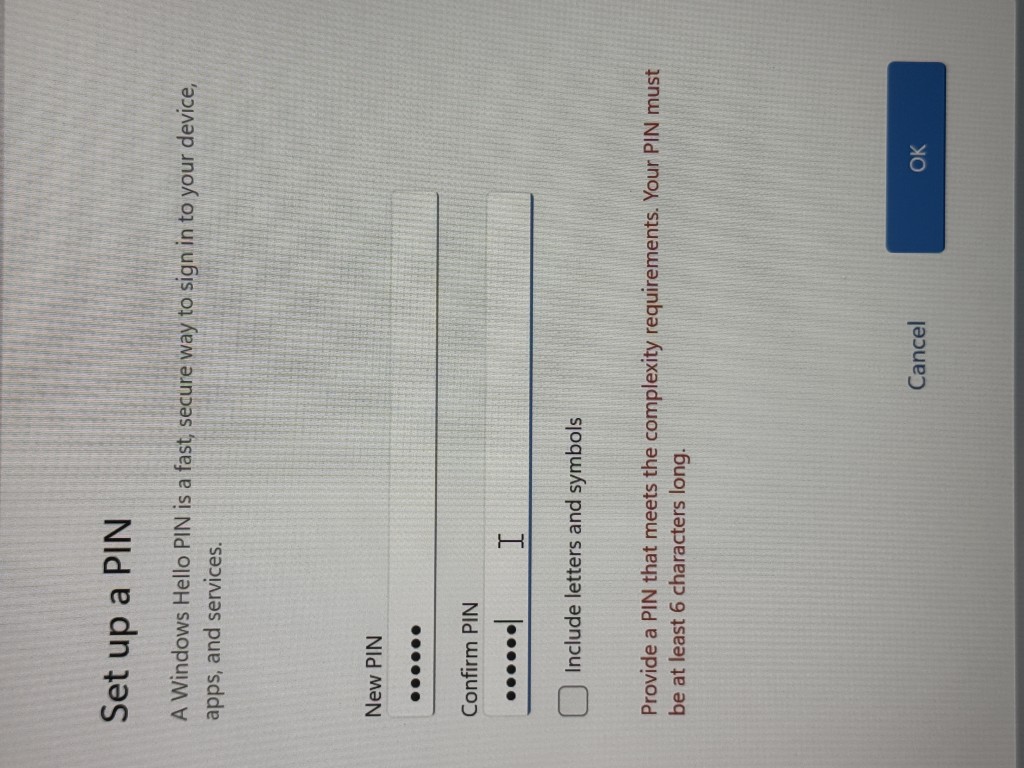 Set up a PIN
A Windows Hello PIN is a fast, secure way to sign in to your device,
apps, and services.
New PIN
••••••
Confirm PIN
••••••
Include letters and symbols
Provide a PIN that meets the complexity requirements. Your PIN must
be at least 6 characters long.
Cancel
OK